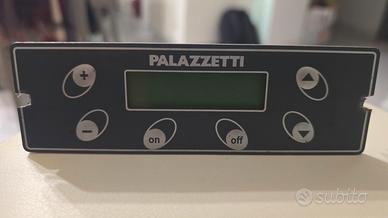 PALAZZETTI
+
-
on
off
subito